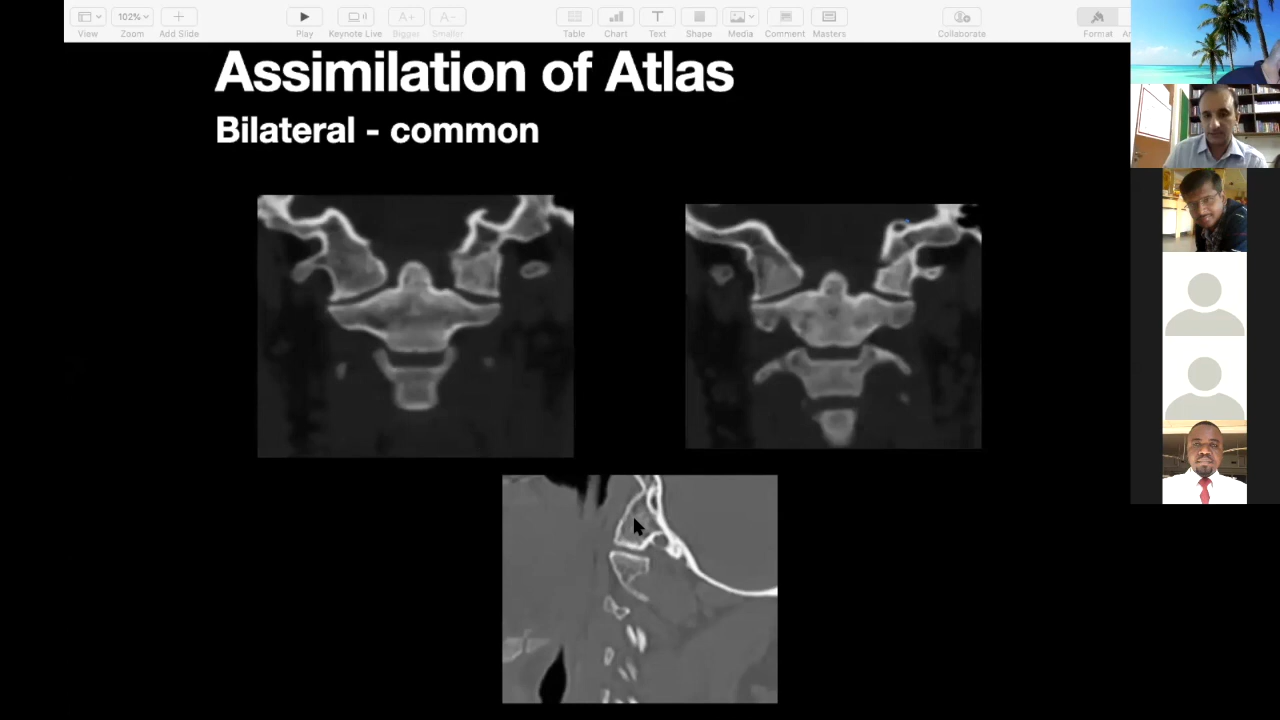 View
102%
Zoom
Add Slide
Play
Keynote Live
A+
Bigger
A-
Smaller
Table
Chart
T
Text
Shape
Media
Comment
Masters
Collaborate
Format
Assimilation of Atlas
Bilateral - common